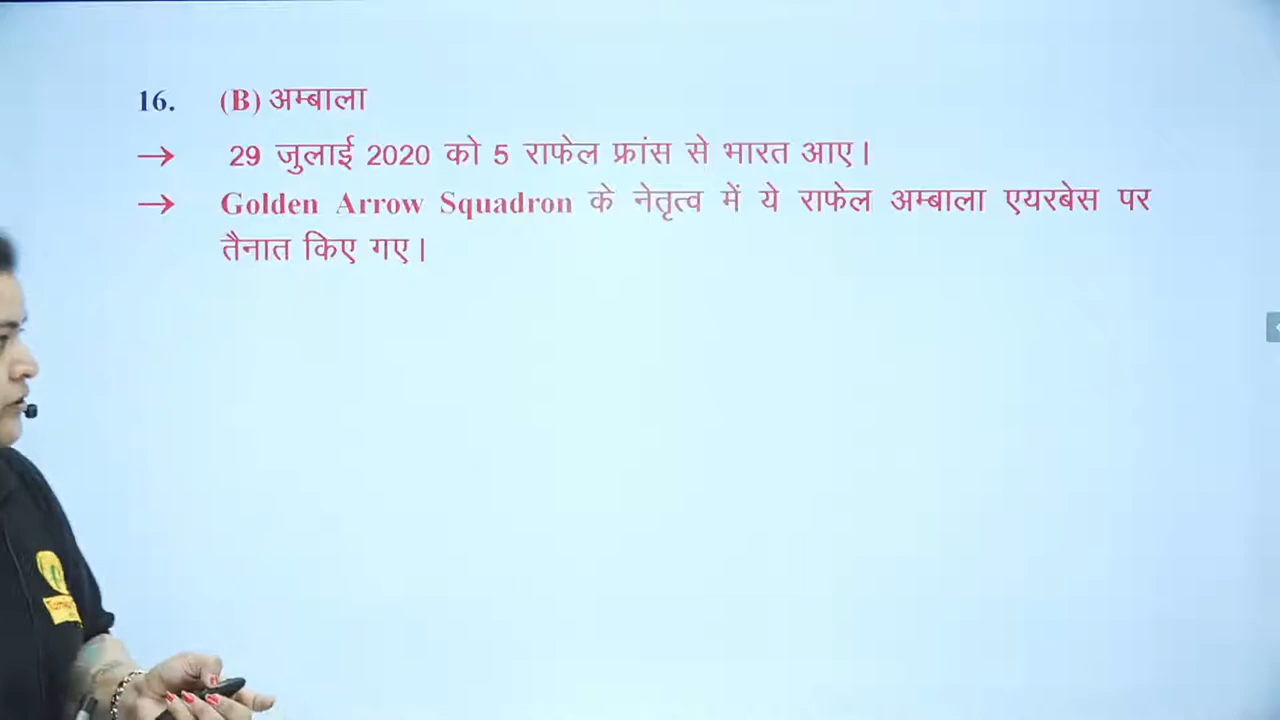 16. (B) अम्बाला
→ 29 जुलाई 2020 को 5 राफेल फ्रांस से भारत आए।
→ Golden Arrow Squadron के नेतृत्व में ये राफेल अम्बाला एयरबेस पर
तैनात किए गए।